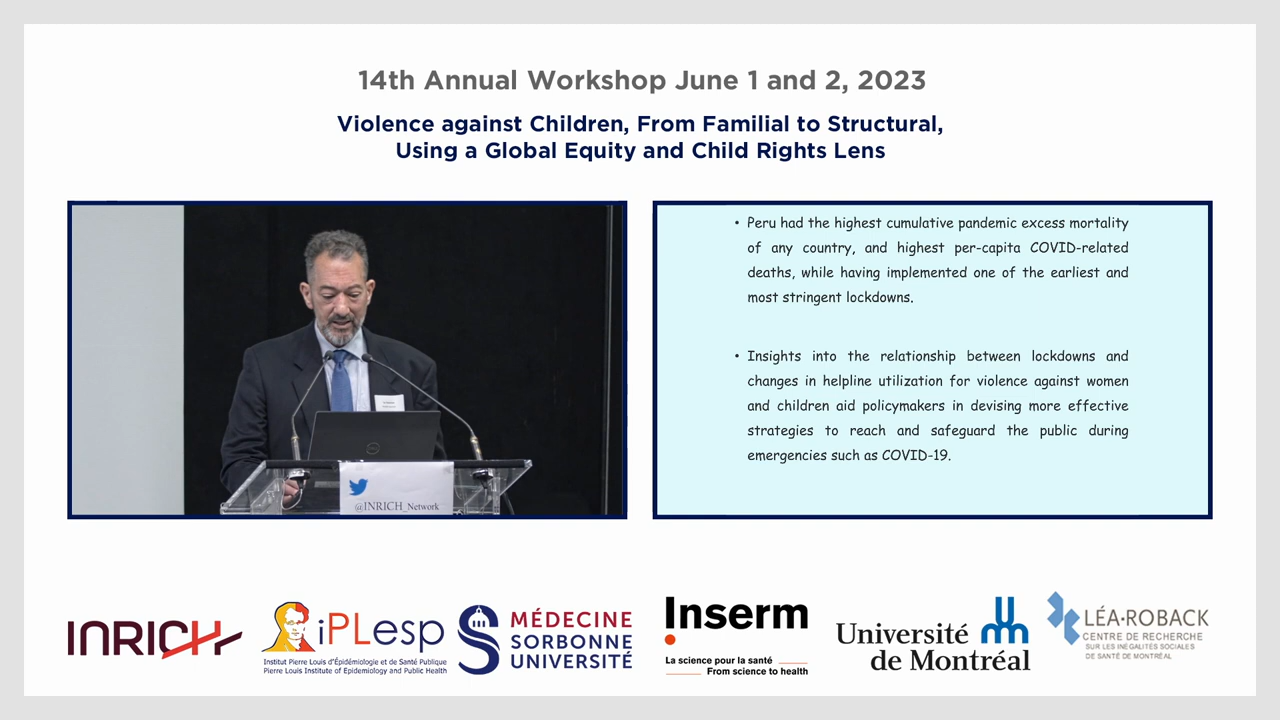 14th Annual Workshop June 1 and 2, 2023
Violence against Children, From Familial to Structural,
Using a Global Equity and Child Rights Lens
• Peru had the highest cumulative pandemic excess mortality
of any country, and highest per-capita COVID-related
deaths, while having implemented one of the earliest and
most stringent lockdowns.
• Insights into the relationship between lockdowns and
changes in helpline utilization for violence against women
and children aid policymakers in devising more effective
strategies to reach and safeguard the public during
emergencies such as COVID-19.
@INRICH_Network
INRICH
iPLesp
Institut Pierre Louis d'Épidémiologie et de Santé Publique
Pierre Louis Institute of Epidemiology and Public Health
MÉDECINE
SORBONNE
UNIVERSITÉ
Inserm
La science pour la santé
From science to health
Université
de Montréal
LÉA-ROBACK
CENTRE DE RECHERCHE
SUR LES INÉGALITÉS SOCIALES
DE SANTÉ DE MONTRÉAL